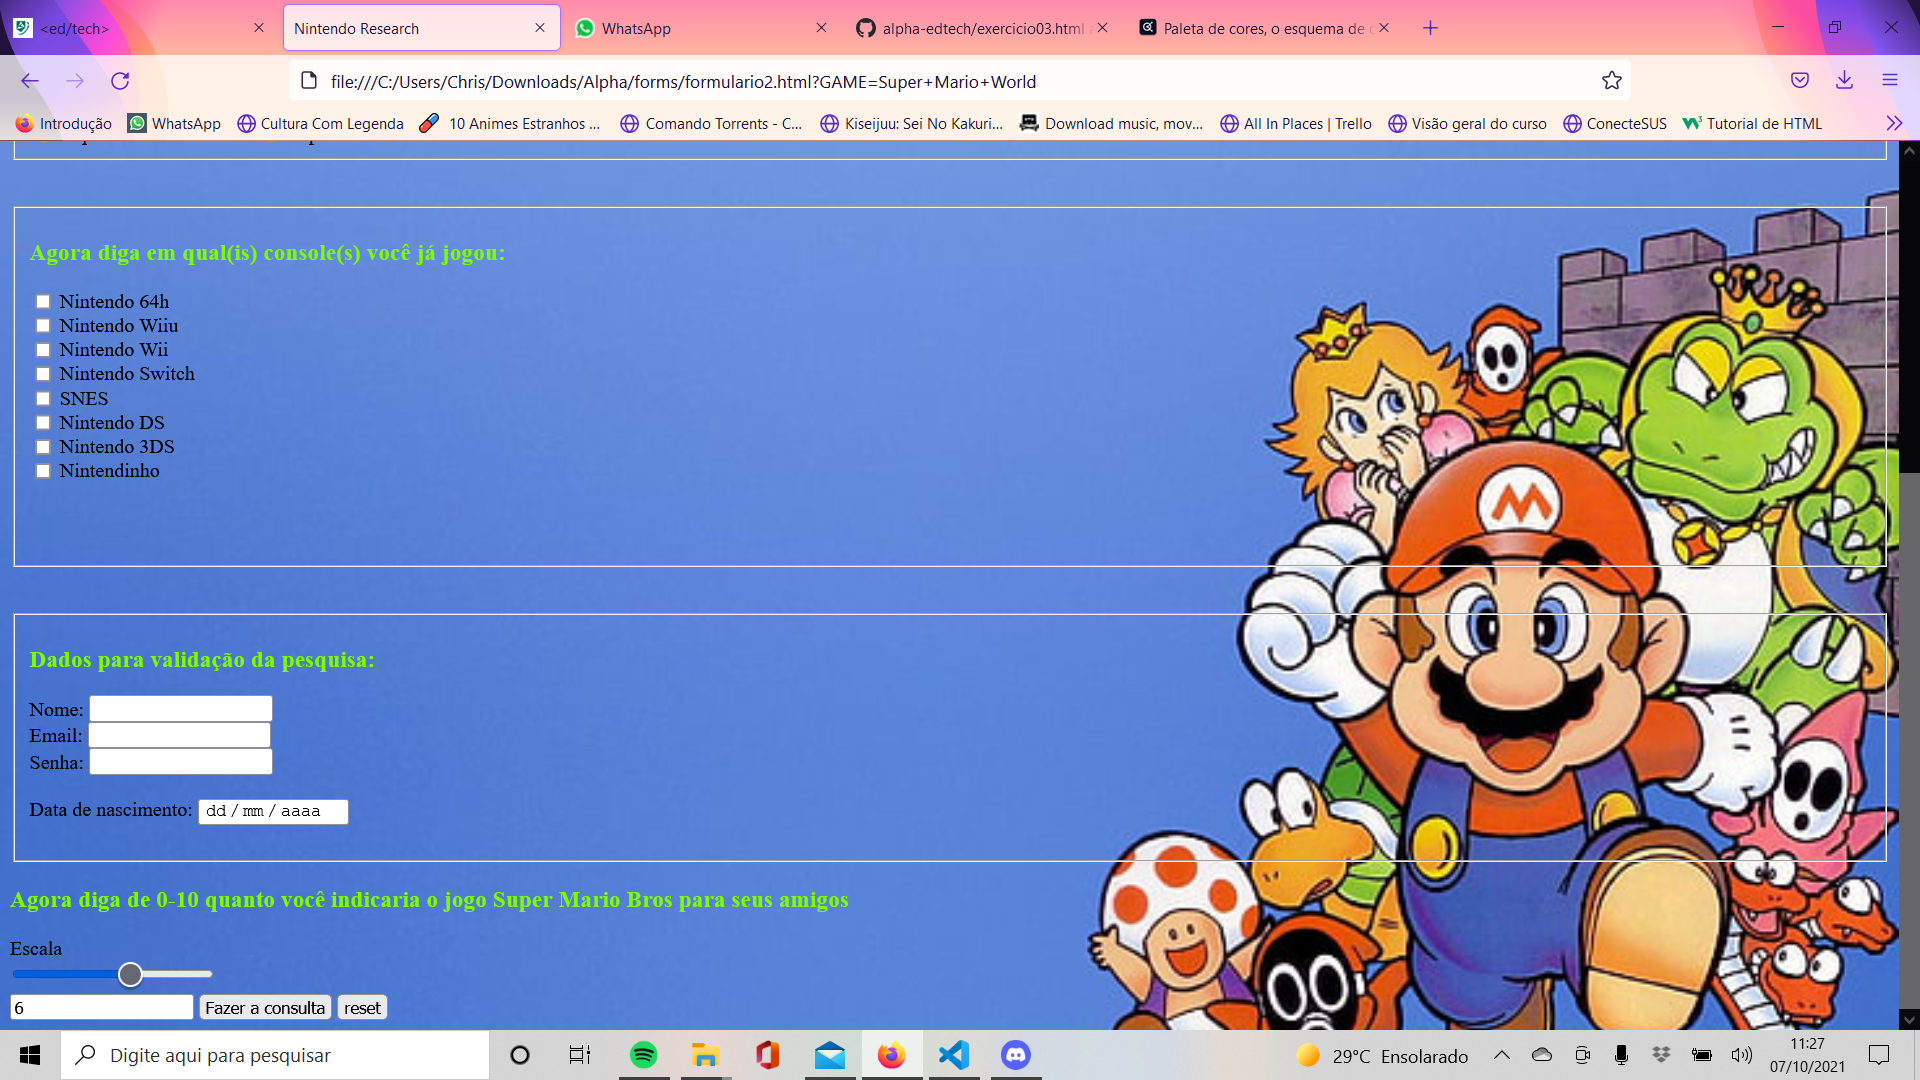 <ed/tech>
Nintendo Research
WhatsApp
alpha-edtech/exercicio03.html
Paleta de cores, o esquema de c
file:///C:/Users/Chris/Downloads/Alpha/forms/formulario2.html?GAME=Super+Mario+World
Introdução
WhatsApp
Cultura Com Legenda
10 Animes Estranhos ...
Comando Torrents - C...
Kiseijuu: Sei No Kakuri...
Download music, mov...
All In Places | Trello
Visão geral do curso
ConecteSUS
Tutorial de HTML
Agora diga em qual(is) console(s) você já jogou:
Nintendo 64h
Nintendo Wiiu
Nintendo Wii
Nintendo Switch
SNES
Nintendo DS
Nintendo 3DS
Nintendinho
M
Dados para validação da pesquisa:
Nome:
Email:
Senha:
Data de nascimento: dd / mm / aaaa
Agora diga de 0-10 quanto você indicaria o jogo Super Mario Bros para seus amigos
Escala
6 Fazer a consulta reset
Digite aqui para pesquisar
29°C Ensolarado
11:27
07/10/2021